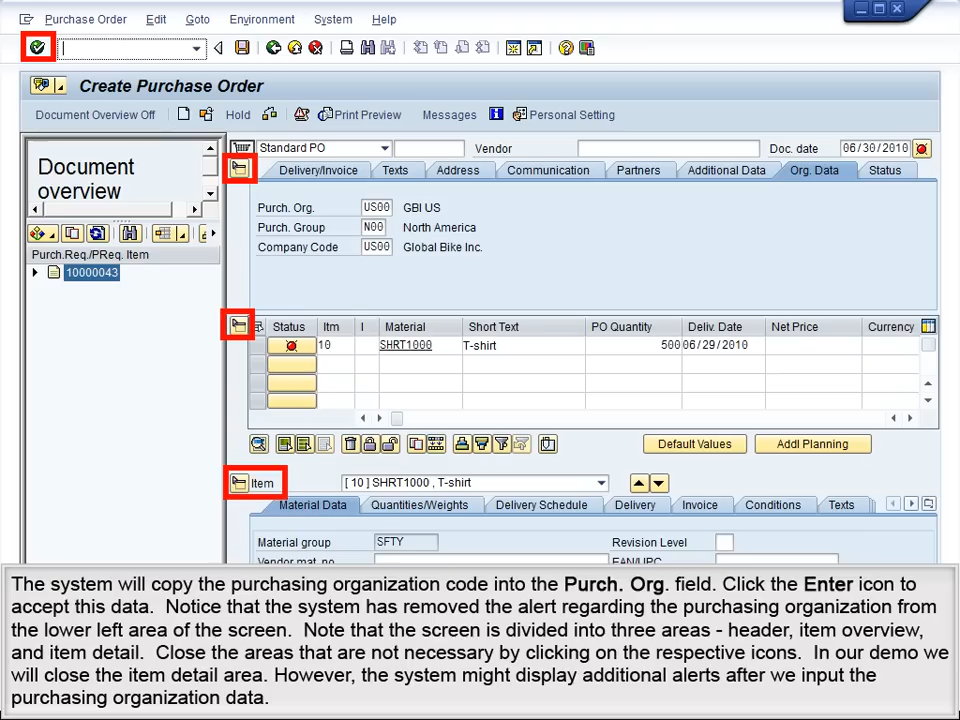 Purchase Order Edit Goto Environment System Help
Create Purchase Order
Document Overview Off Hold Print Preview Messages Personal Setting
Document overview
Purch.Req./PReq. Item
10000043
Standard PO Vendor Doc. date 06/30/2010
Delivery/Invoice Texts Address Communication Partners Additional Data Org. Data Status
Purch. Org. US00 GBI US
Purch. Group N00 North America
Company Code US00 Global Bike Inc.
Status Itm I Material Short Text PO Quantity Deliv. Date Net Price Currency
10 SHRT1000 T-shirt 500 06/29/2010
Default Values Addl Planning
Item [ 10 ] SHRT1000 , T-shirt
Material Data Quantities/Weights Delivery Schedule Delivery Invoice Conditions Texts
Material group SFTY Revision Level
Vendor mat. no. EAN/UPC
The system will copy the purchasing organization code into the Purch. Org. field. Click the Enter icon to
accept this data. Notice that the system has removed the alert regarding the purchasing organization from
the lower left area of the screen. Note that the screen is divided into three areas - header, item overview,
and item detail. Close the areas that are not necessary by clicking on the respective icons. In our demo we
will close the item detail area. However, the system might display additional alerts after we input the
purchasing organization data.